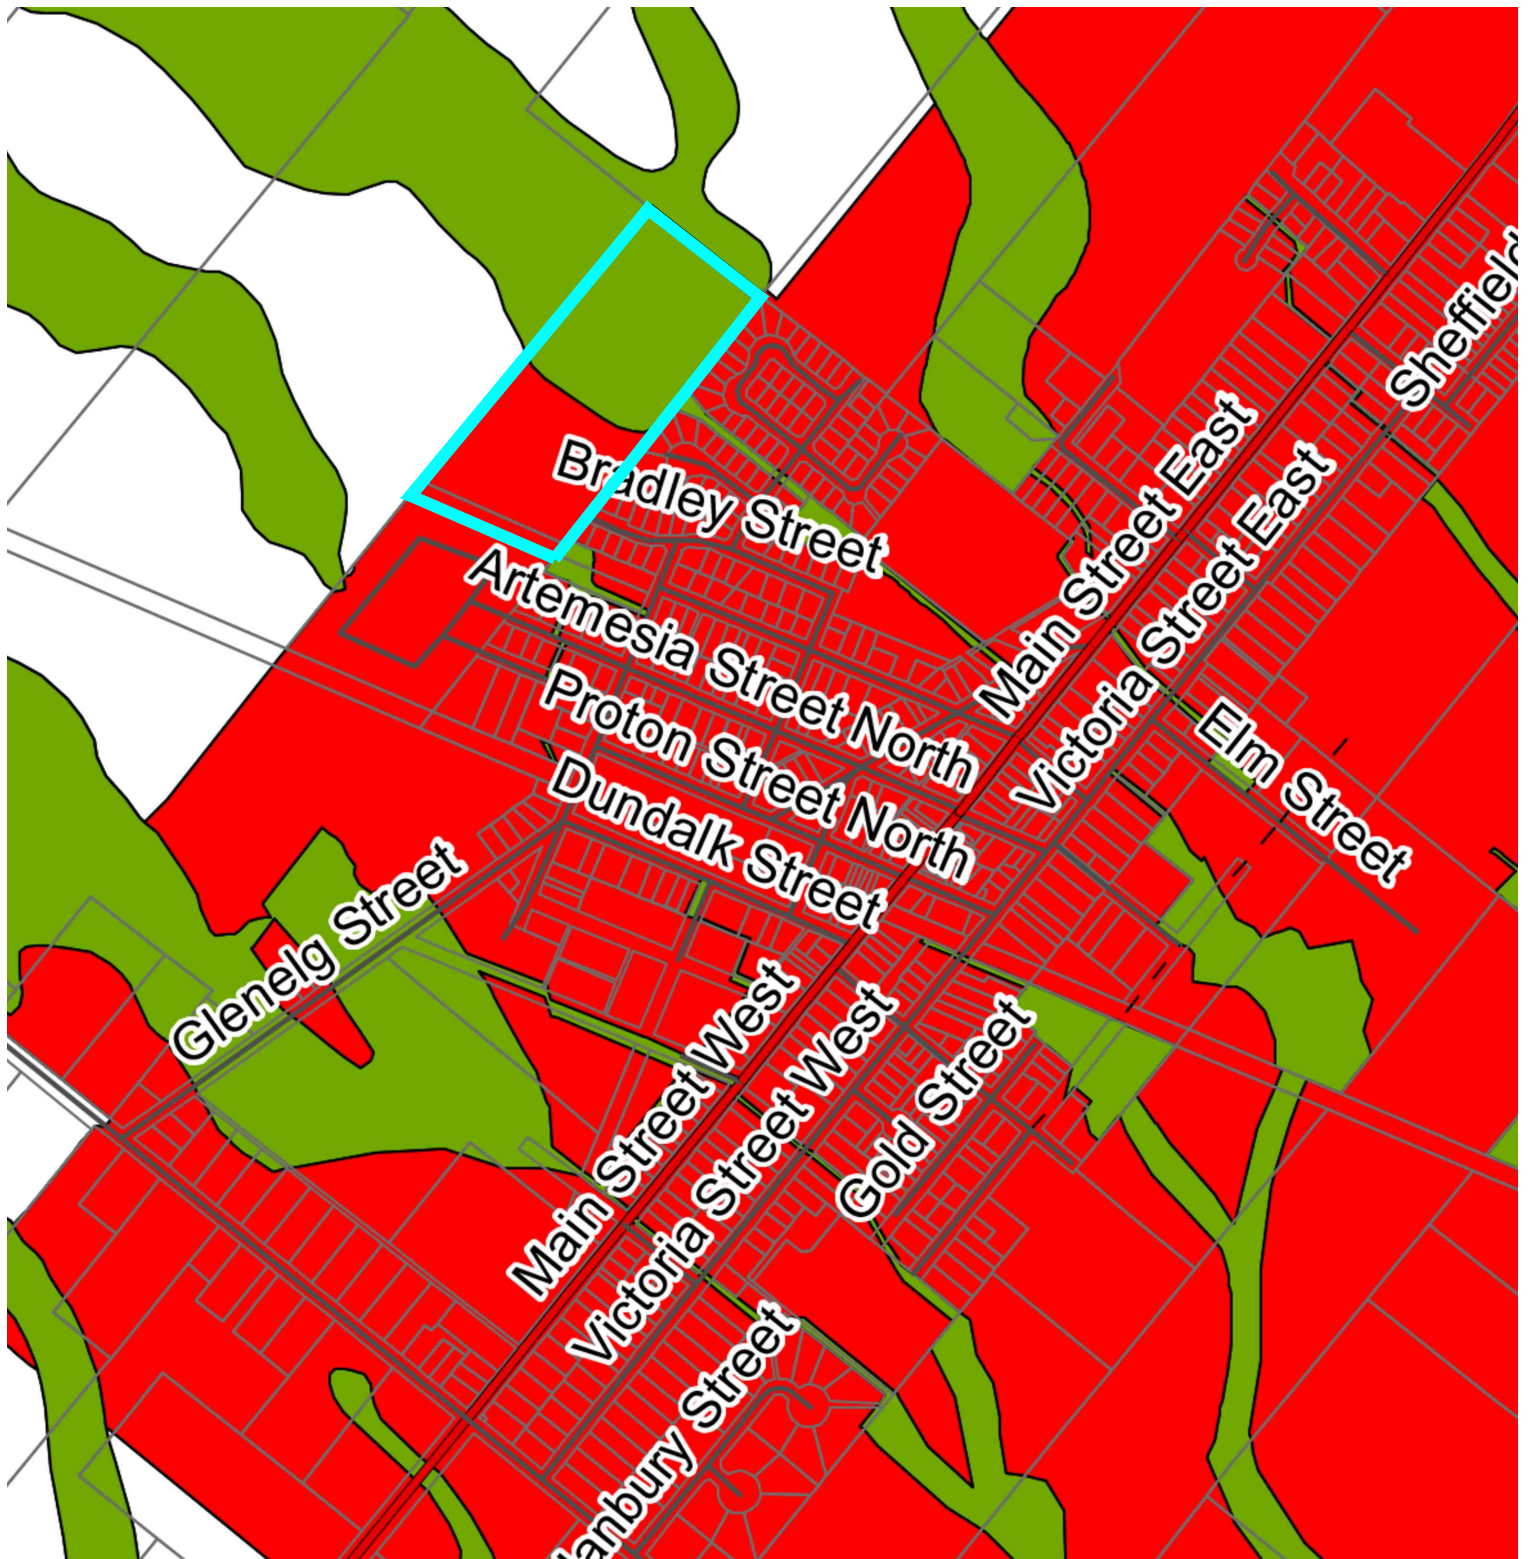 Sheffield
Bradley Street
Main Street East
Victoria Street East
Artemesia Street North
Proton Street North
Elm Street
Dundalk Street
Glenelg Street
Main Street West
Victoria Street West
Gold Street